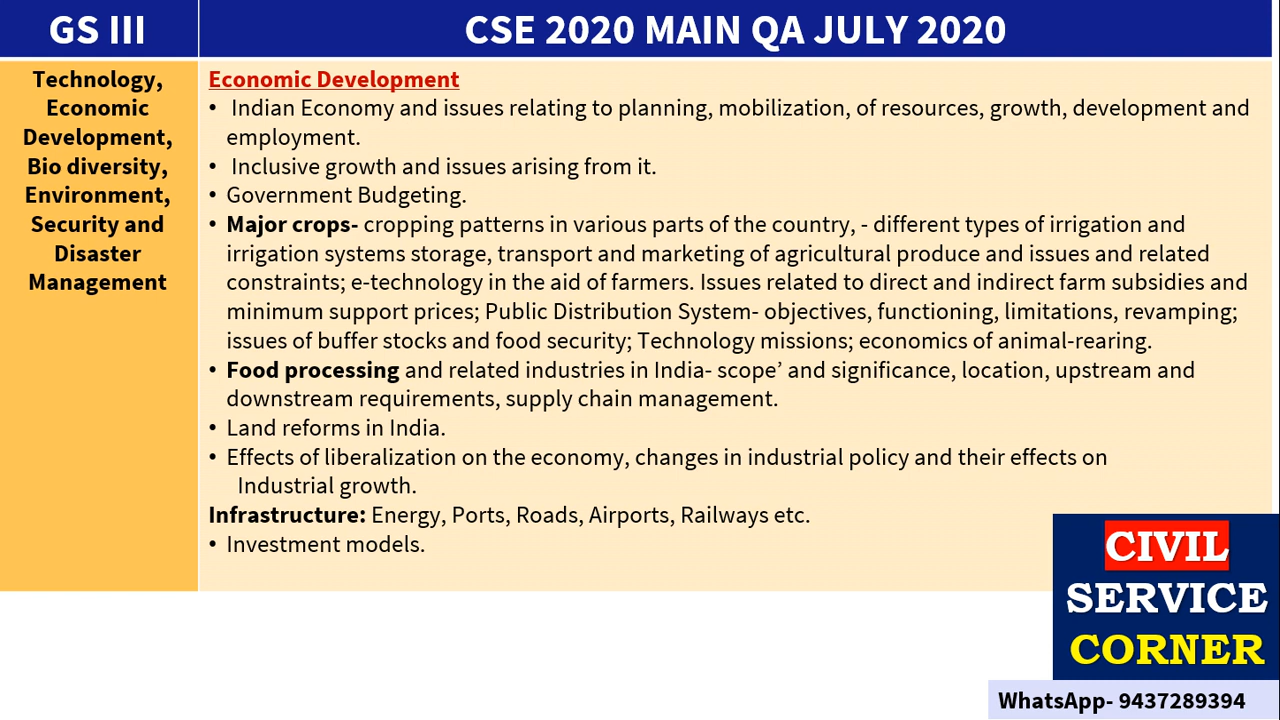 GS III
CSE 2020 MAIN QA JULY 2020
Technology,
Economic
Development,
Bio diversity,
Environment,
Security and
Disaster
Management
Economic Development
• Indian Economy and issues relating to planning, mobilization, of resources, growth, development and
employment.
• Inclusive growth and issues arising from it.
• Government Budgeting.
• Major crops- cropping patterns in various parts of the country, - different types of irrigation and
irrigation systems storage, transport and marketing of agricultural produce and issues and related
constraints; e-technology in the aid of farmers. Issues related to direct and indirect farm subsidies and
minimum support prices; Public Distribution System- objectives, functioning, limitations, revamping;
issues of buffer stocks and food security; Technology missions; economics of animal-rearing.
• Food processing and related industries in India- scope’ and significance, location, upstream and
downstream requirements, supply chain management.
• Land reforms in India.
• Effects of liberalization on the economy, changes in industrial policy and their effects on
Industrial growth.
Infrastructure: Energy, Ports, Roads, Airports, Railways etc.
• Investment models.
CIVIL
SERVICE
CORNER
WhatsApp- 9437289394